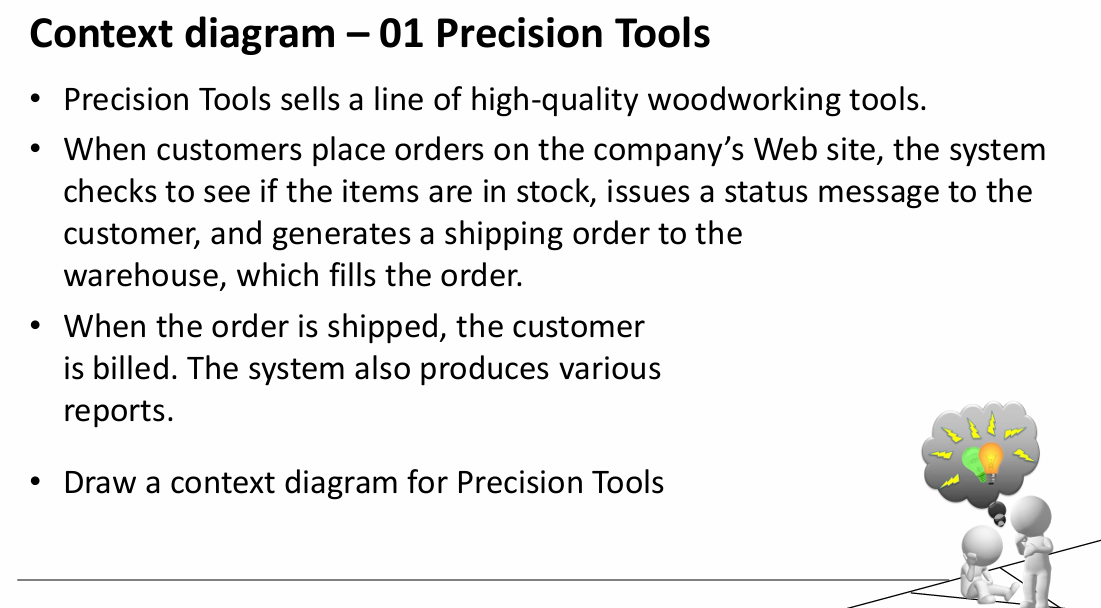 Context diagram – 01 Precision Tools
• Precision Tools sells a line of high-quality woodworking tools.
• When customers place orders on the company’s Web site, the system
checks to see if the items are in stock, issues a status message to the
customer, and generates a shipping order to the
warehouse, which fills the order.
• When the order is shipped, the customer
is billed. The system also produces various
reports.
• Draw a context diagram for Precision Tools